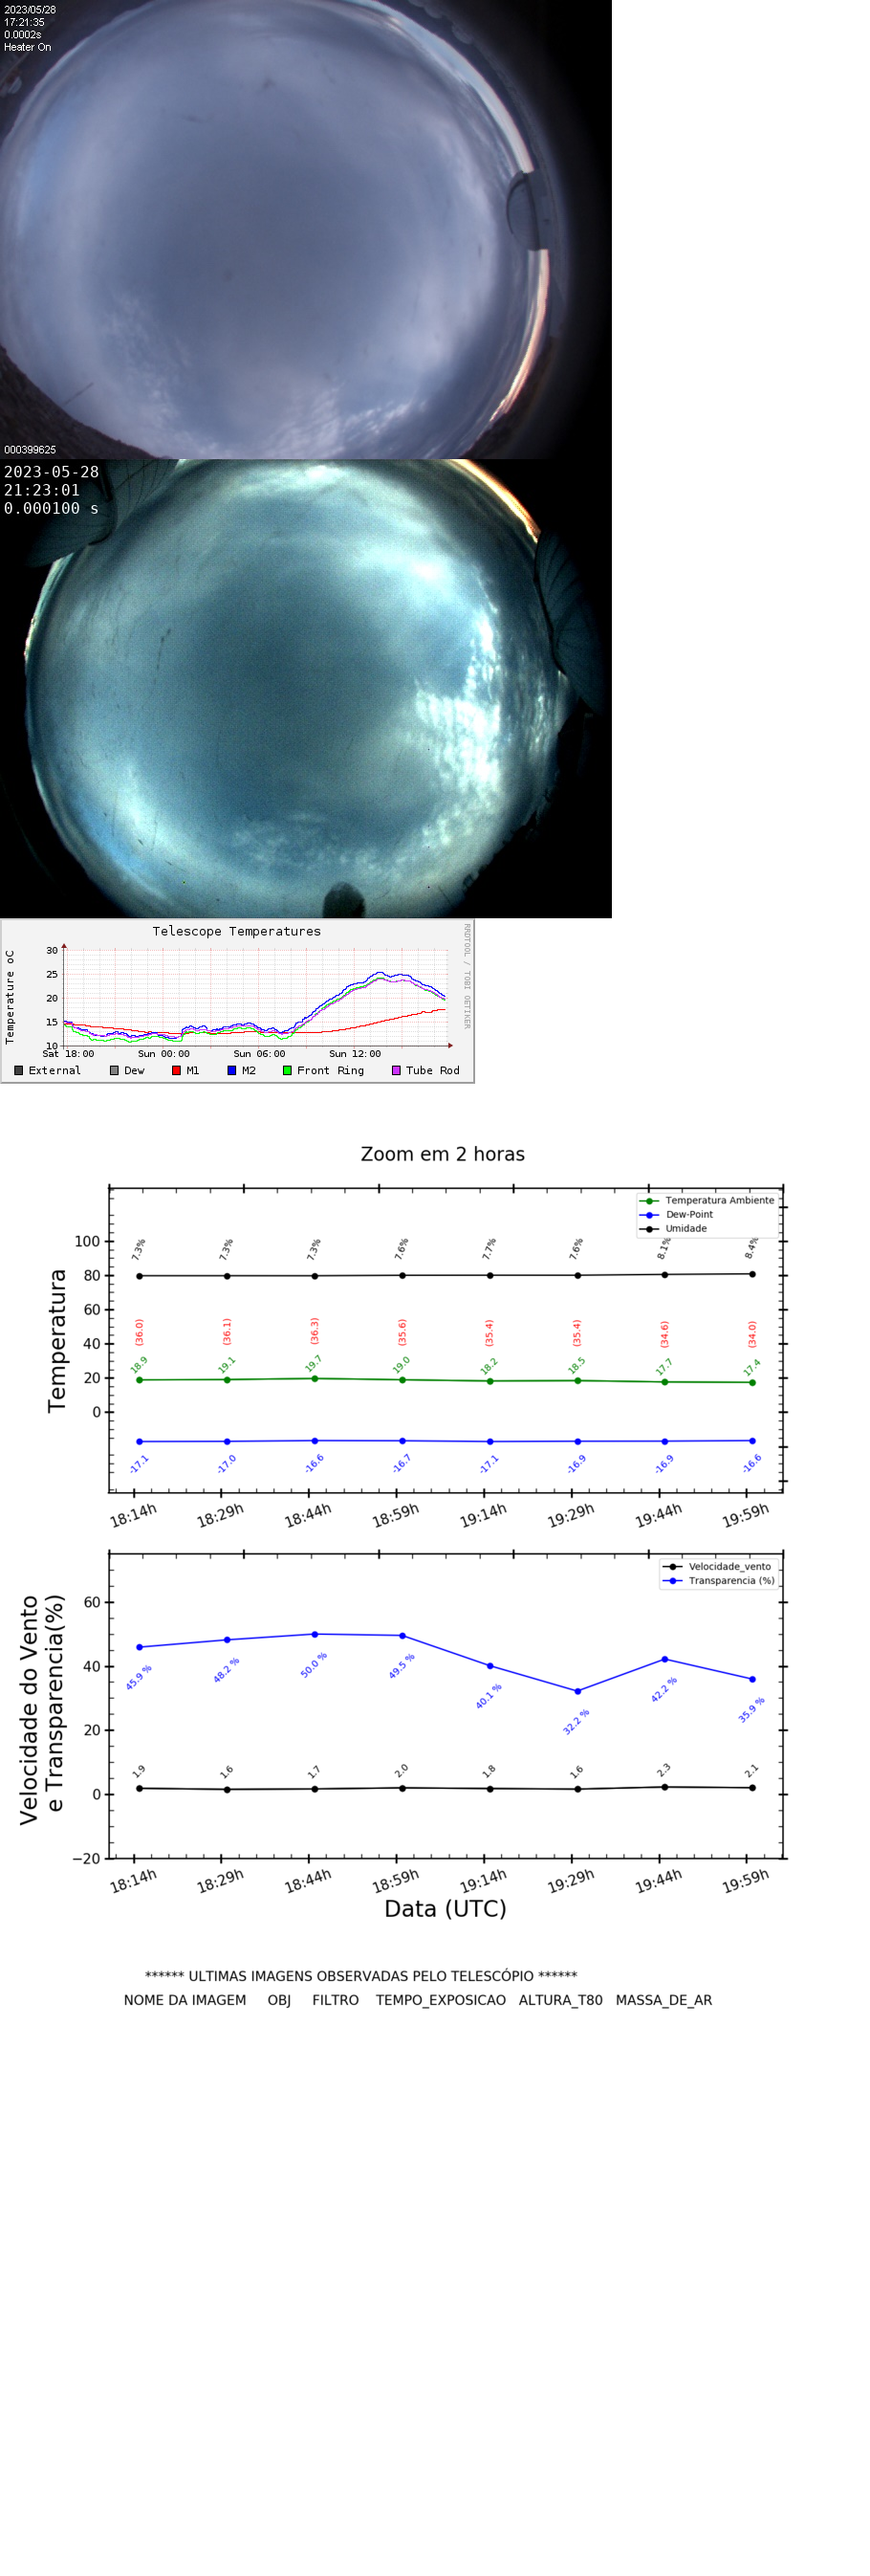 2023/05/28
17:21:35
0.0002s
Heater On
000399625
2023-05-28
21:23:01
0.000100 s
Telescope Temperatures
RRDTOOL / TOBI OETIKER
Temperature oC
30
25
20
15
10
Sat 18:00 Sun 00:00 Sun 06:00 Sun 12:00
External Dew M1 M2 Front Ring Tube Rod
Zoom em 2 horas
Temperatura Ambiente
Dew-Point
Umidade
Temperatura
100
80
60
40
20
0
7.3% 7.3% 7.3% 7.6% 7.7% 7.6% 8.1% 8.4%
(36.0) (36.1) (36.3) (35.6) (35.4) (35.4) (34.6) (34.0)
18.9 19.1 19.7 19.0 18.2 18.5 17.7 17.4
-17.1 -17.0 -16.6 -16.7 -17.1 -16.9 -16.9 -16.6
18:14h 18:29h 18:44h 18:59h 19:14h 19:29h 19:44h 19:59h
Velocidade_vento
Transparencia (%)
Velocidade do Vento
e Transparencia(%)
60
40
20
0
−20
45.9 % 48.2 % 50.0 % 49.5 % 40.1 % 32.2 % 42.2 % 35.9 %
1.9 1.6 1.7 2.0 1.8 1.6 2.3 2.1
18:14h 18:29h 18:44h 18:59h 19:14h 19:29h 19:44h 19:59h
Data (UTC)
****** ULTIMAS IMAGENS OBSERVADAS PELO TELESCÓPIO ******
NOME DA IMAGEM OBJ FILTRO TEMPO_EXPOSICAO ALTURA_T80 MASSA_DE_AR